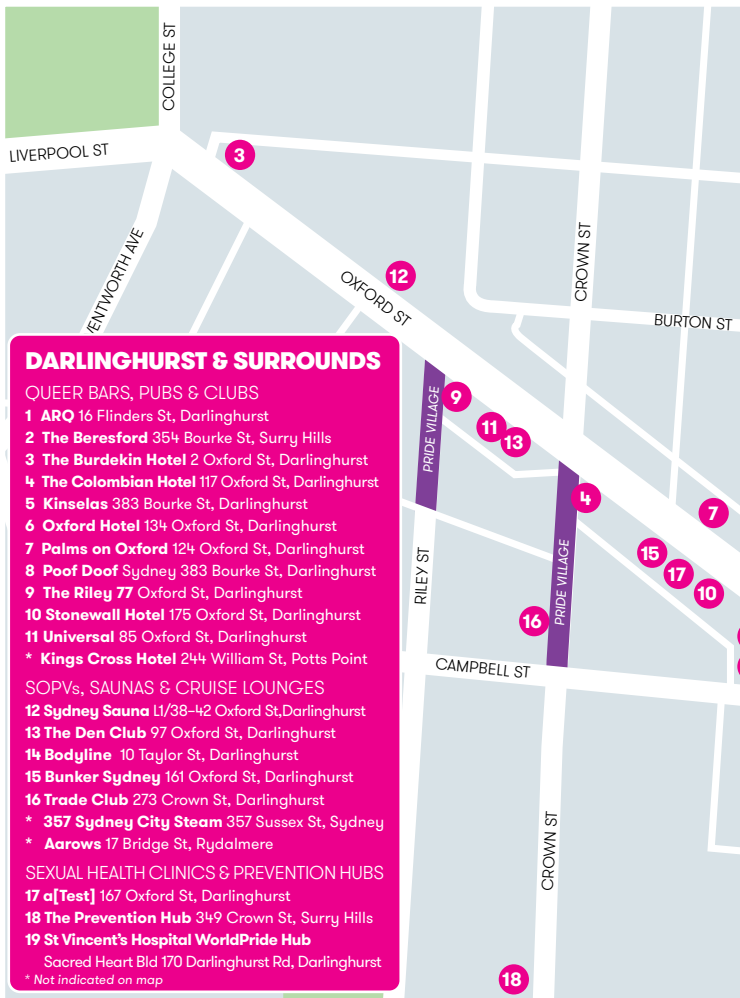 COLLEGE ST
LIVERPOOL ST
3
CROWN ST
12
OXFORD ST
BURTON ST
PRIDE VILLAGE
9
11
13
4
7
PRIDE VILLAGE
15
17
10
RILEY ST
16
CAMPBELL ST
CROWN ST
18
DARLINGHURST & SURROUNDS
QUEER BARS, PUBS & CLUBS
1 ARQ 16 Flinders St, Darlinghurst
2 The Beresford 354 Bourke St, Surry Hills
3 The Burdekin Hotel 2 Oxford St, Darlinghurst
4 The Colombian Hotel 117 Oxford St, Darlinghurst
5 Kinselas 383 Bourke St, Darlinghurst
6 Oxford Hotel 134 Oxford St, Darlinghurst
7 Palms on Oxford 124 Oxford St, Darlinghurst
8 Poof Doof Sydney 383 Bourke St, Darlinghurst
9 The Riley 77 Oxford St, Darlinghurst
10 Stonewall Hotel 175 Oxford St, Darlinghurst
11 Universal 85 Oxford St, Darlinghurst
* Kings Cross Hotel 244 William St, Potts Point
SOPVs, SAUNAS & CRUISE LOUNGES
12 Sydney Sauna L1/38–42 Oxford St,Darlinghurst
13 The Den Club 97 Oxford St, Darlinghurst
14 Bodyline 10 Taylor St, Darlinghurst
15 Bunker Sydney 161 Oxford St, Darlinghurst
16 Trade Club 273 Crown St, Darlinghurst
* 357 Sydney City Steam 357 Sussex St, Sydney
* Aarows 17 Bridge St, Rydalmere
SEXUAL HEALTH CLINICS & PREVENTION HUBS
17 a[Test] 167 Oxford St, Darlinghurst
18 The Prevention Hub 349 Crown St, Surry Hills
19 St Vincent's Hospital WorldPride Hub
Sacred Heart Bld 170 Darlinghurst Rd, Darlinghurst
* Not indicated on map